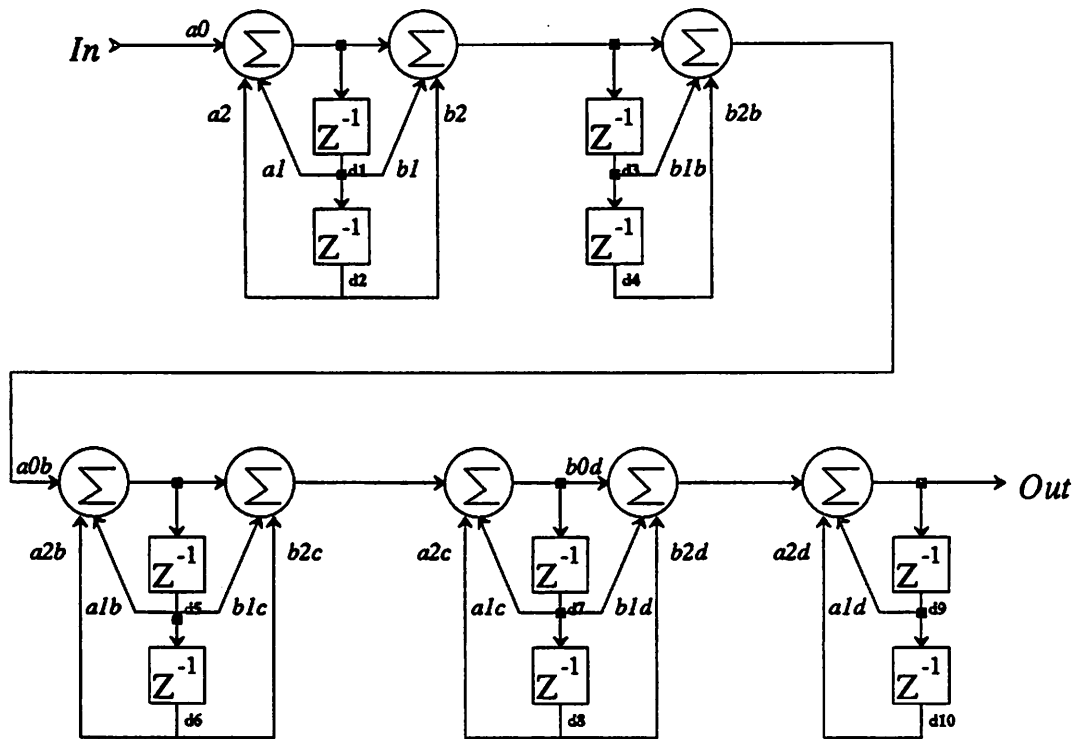 In a0 Σ Σ Σ
a2 b2 b2b
Z-1 Z-1
a1 d1 b1 d3 b1b
Z-1 Z-1
d2 d4
a0b Σ Σ Σ b0d Σ Σ Out
a2b b2c a2c b2d a2d
Z-1 Z-1 Z-1
a1b d5 b1c a1c d7 b1d a1d d9
Z-1 Z-1 Z-1
d6 d8 d10